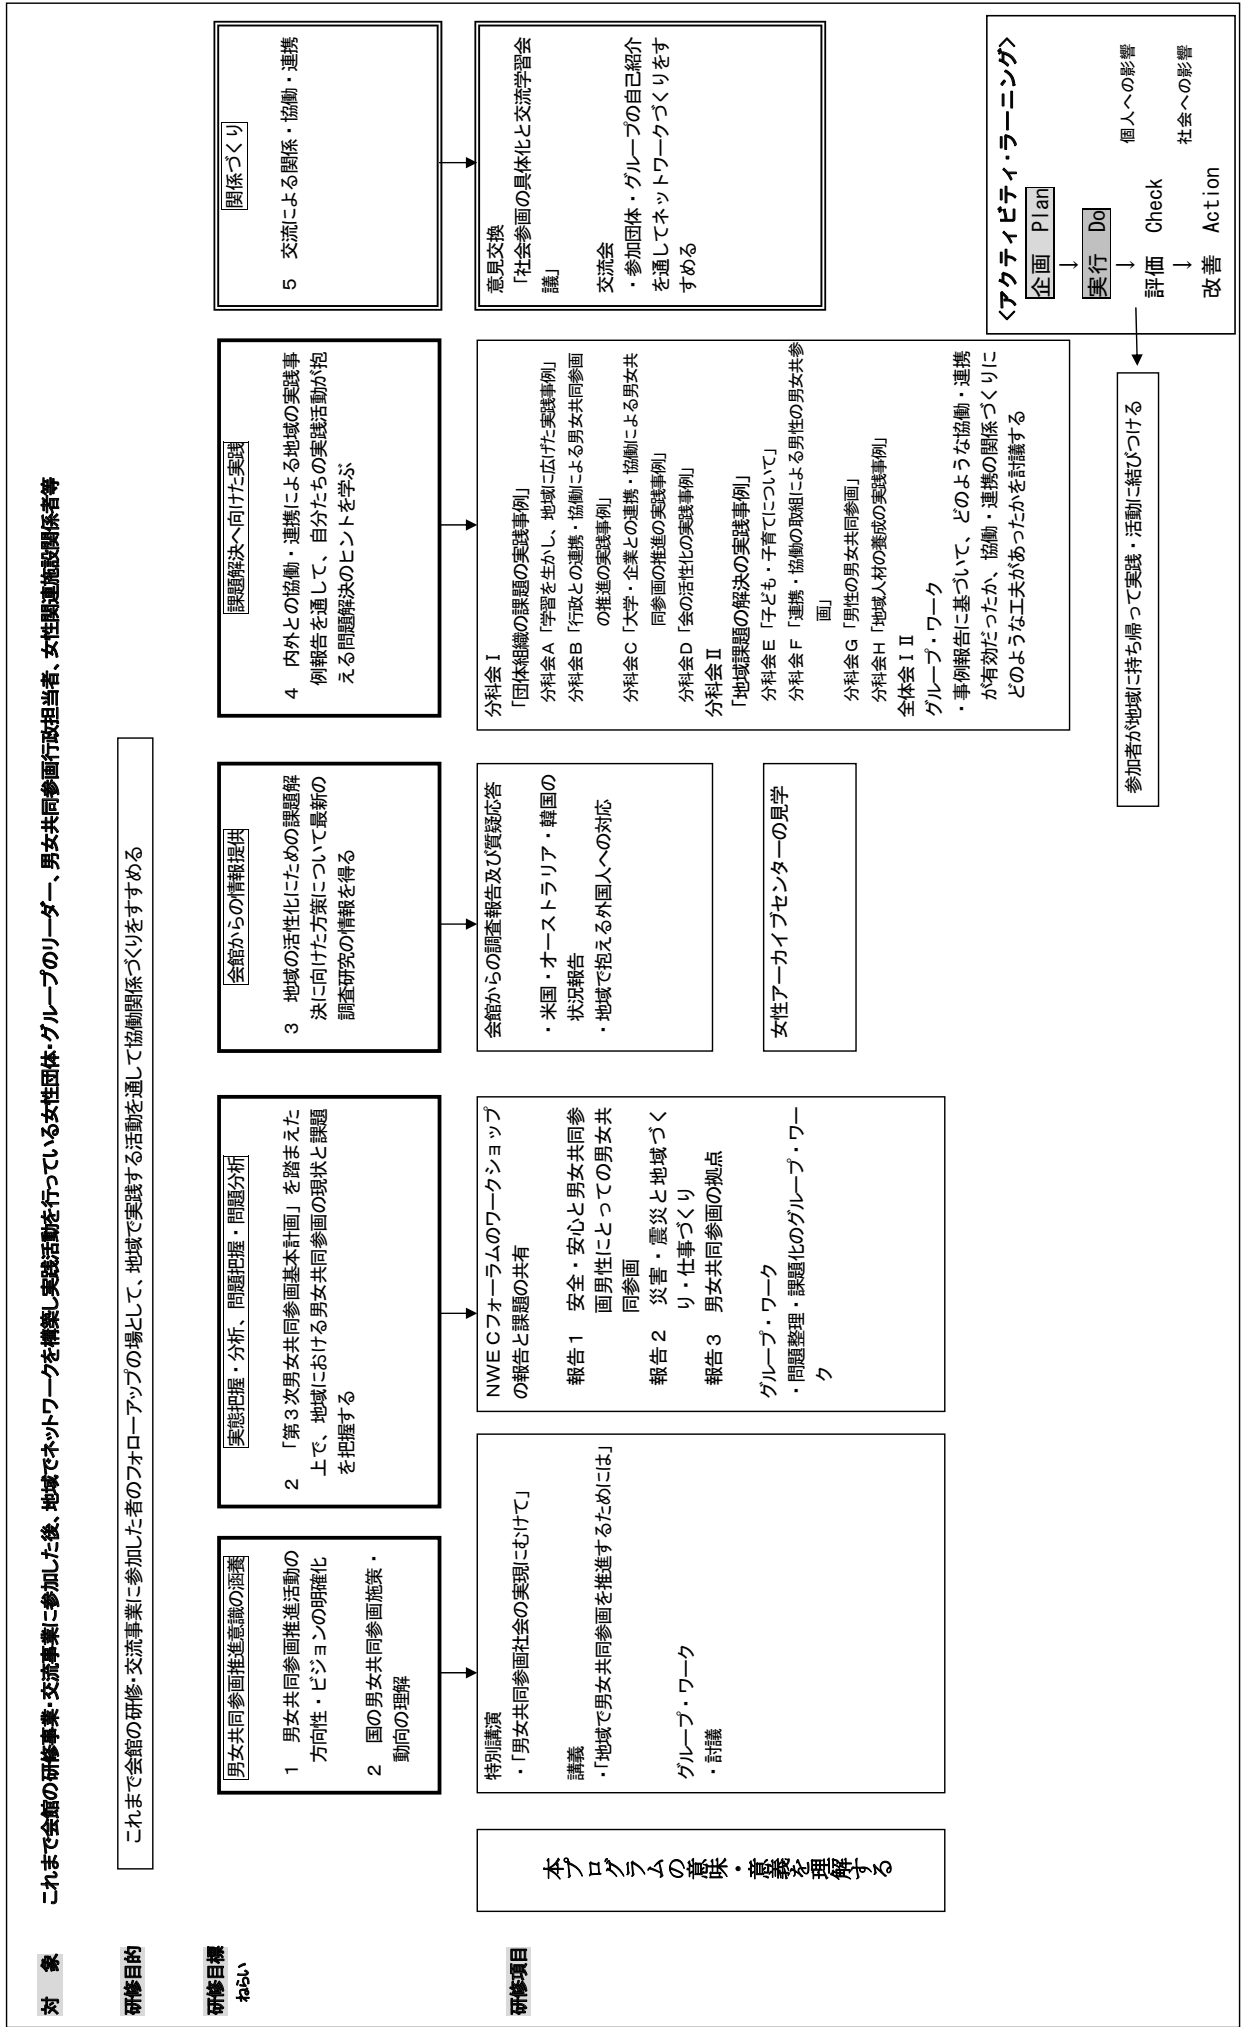 対　象　これまで会館の研修事業・交流事業に参加した後、地域でネットワークを構築し実践活動を行っている女性団体・グループのリーダー、男女共同参画行政担当者、女性関連施設関係者等
研修目的
これまで会館の研修・交流事業に参加した者のフォローアップの場として、地域で実践する活動を通して協働関係づくりをすすめる
研修目標
ねらい
男女共同参画推進意識の涵養
1　男女共同参画推進活動の
方向性・ビジョンの明確化
2　国の男女共同参画施策・
動向の理解
実態把握・分析、問題把握・問題分析
2　「第3次男女共同参画基本計画」を踏まえた
上で、地域における男女共同参画の現状と課題
を把握する
会館からの情報提供
3　地域の活性化にための課題解
決に向けた方策について最新の
調査研究の情報を得る
課題解決へ向けた実践
4　内外との協働・連携による地域の実践事
例報告を通して、自分たちの実践活動が抱
える問題解決のヒントを学ぶ
関係づくり
5　交流による関係・協働・連携
研修項目
本プログラムの意味・意義を理解する
特別講演
・「男女共同参画社会の実現にむけて」
講義
・「地域で男女共同参画を推進するためには」
グループ・ワーク
・討議
NWECフォーラムのワークショップ
の報告と課題の共有
報告1　安全・安心と男女共同参
画男性にとっての男女共
同参画
報告2　災害・震災と地域づく
り・仕事づくり
報告3　男女共同参画の拠点
グループ・ワーク
・問題整理・課題化のグループ・ワー
ク
会館からの調査報告及び質疑応答
・米国・オーストラリア・韓国の
状況報告
・地域で抱える外国人への対応
女性アーカイブセンターの見学
分科会Ⅰ
「団体組織の課題の実践事例」
分科会A「学習を生かし、地域に広げた実践事例」
分科会B「行政との連携・協働による男女共同参画
の推進の実践事例」
分科会C「大学・企業との連携・協働による男女共
同参画の推進の実践事例」
分科会D「会の活性化の実践事例」
分科会Ⅱ
「地域課題の解決の実践事例」
分科会E「子ども・子育てについて」
分科会F「連携・協働の取組による男性の男女共参
画」
分科会G「男性の男女共同参画」
分科会H「地域人材の養成の実践事例」
全体会ⅠⅡ
グループ・ワーク
・事例報告に基づいて、どのような協働・連携
が有効だったか、協働・連携の関係づくりに
どのような工夫があったかを討議する
意見交換
「社会参画の具体化と交流学習会
議」
交流会
・参加団体・グループの自己紹介
を通してネットワークづくりをす
すめる
参加者が地域に持ち帰って実践・活動に結びつける
<アクティビティ・ラーニング>
企画　Plan
↓
実行　Do
↓　個人への影響
評価　Check
↓　社会への影響
改善　Action